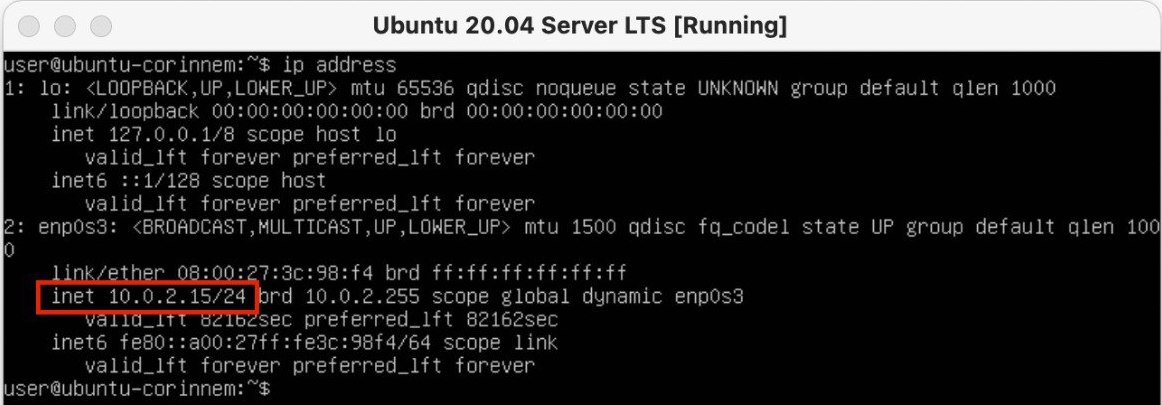 Ubuntu 20.04 Server LTS [Running]
user@ubuntu-corinnem:~$ ip address
1: lo: <LOOPBACK,UP,LOWER_UP> mtu 65536 qdisc noqueue state UNKNOWN group default qlen 1000
    link/loopback 00:00:00:00:00:00 brd 00:00:00:00:00:00
    inet 127.0.0.1/8 scope host lo
       valid_lft forever preferred_lft forever
    inet6 ::1/128 scope host
       valid_lft forever preferred_lft forever
2: enp0s3: <BROADCAST,MULTICAST,UP,LOWER_UP> mtu 1500 qdisc fq_codel state UP group default qlen 100
0
    link/ether 08:00:27:3c:98:f4 brd ff:ff:ff:ff:ff:ff
    inet 10.0.2.15/24 brd 10.0.2.255 scope global dynamic enp0s3
       valid_lft 82162sec preferred_lft 82162sec
    inet6 fe80::a00:27ff:fe3c:98f4/64 scope link
       valid_lft forever preferred_lft forever
user@ubuntu-corinnem:~$